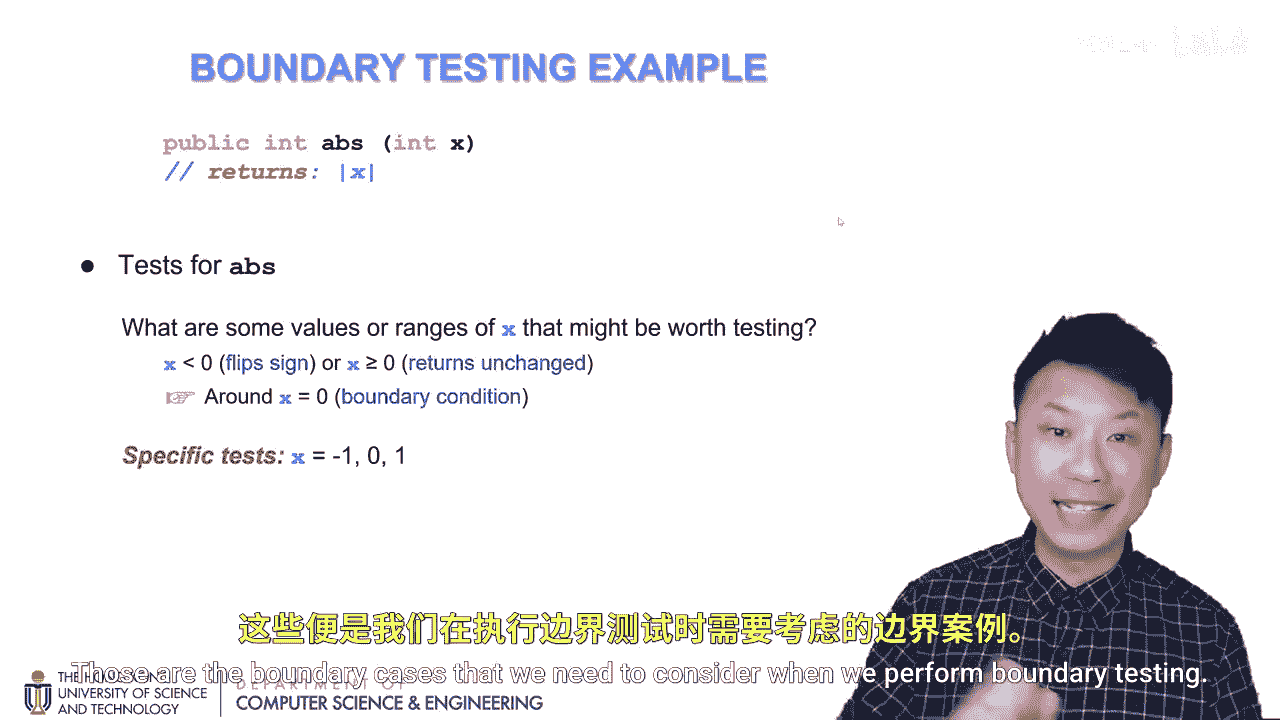 BOUNDARY TESTING EXAMPLE
public int abs (int x)
// returns: |x|
● Tests for abs
What are some values or ranges of x that might be worth testing?
x < 0 (flips sign) or x ≥ 0 (returns unchanged)
☞ Around x = 0 (boundary condition)
Specific tests: x = -1, 0, 1
这些便是我们在执行边界测试时需要考虑的边界案例。
Those are the boundary cases that we need to consider when we perform boundary testing.
UNIVERSITY OF SCIENCE
AND TECHNOLOGY
DEPARTMENT OF
COMPUTER SCIENCE & ENGINEERING